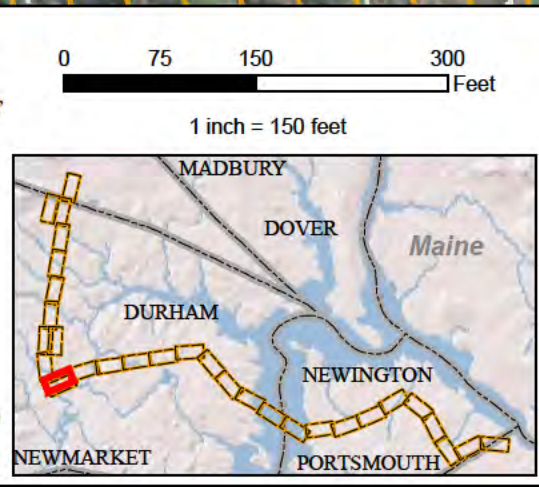 0 75 150 300
Feet
1 inch = 150 feet
MADBURY
DOVER
Maine
DURHAM
NEWINGTON
NEWMARKET
PORTSMOUTH